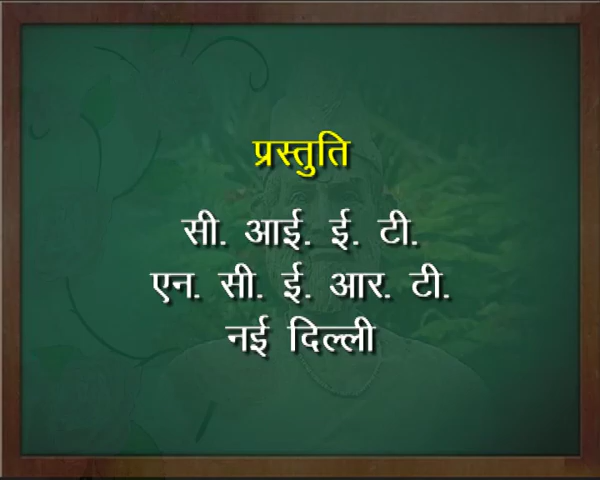 प्रस्तुति
सी. आई. ई. टी.
एन. सी. ई. आर. टी.
नई दिल्ली